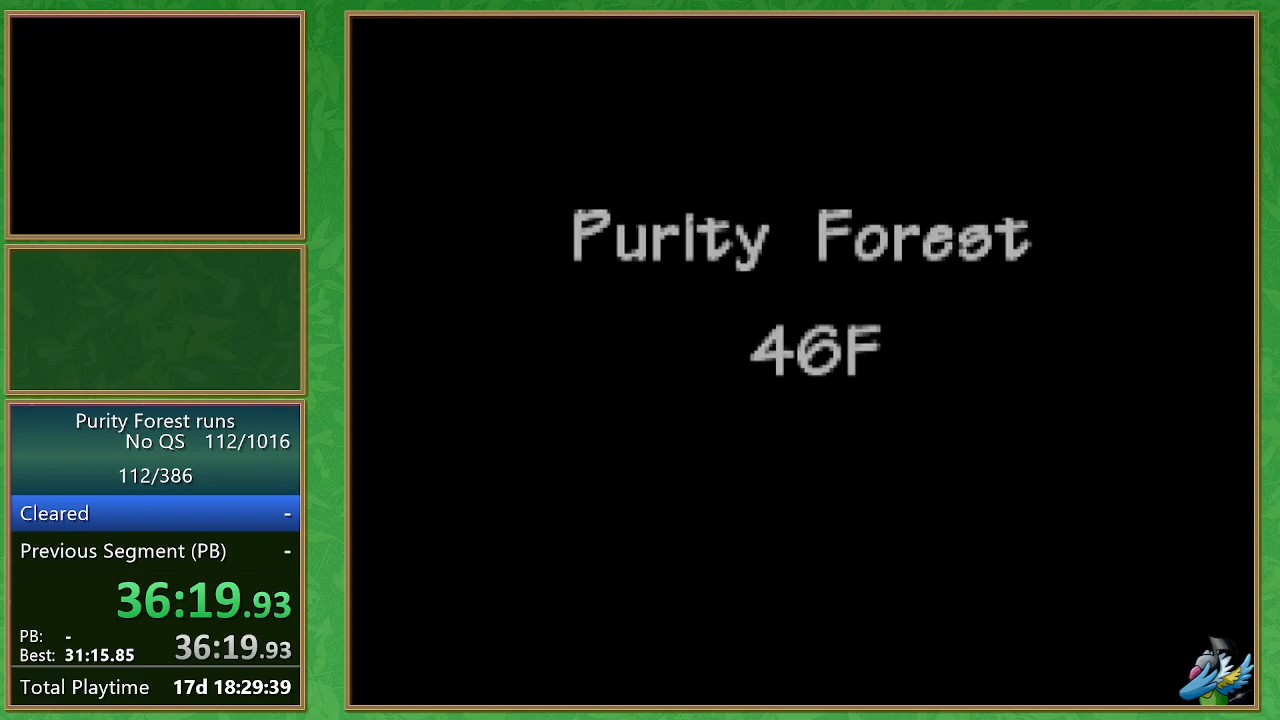 Purity Forest
46F
Purity Forest runs
No QS 112/1016
112/386
Cleared -
Previous Segment (PB) -
36:19.93
PB: -
36:19.93
Best: 31:15.85
Total Playtime 17d 18:29:39